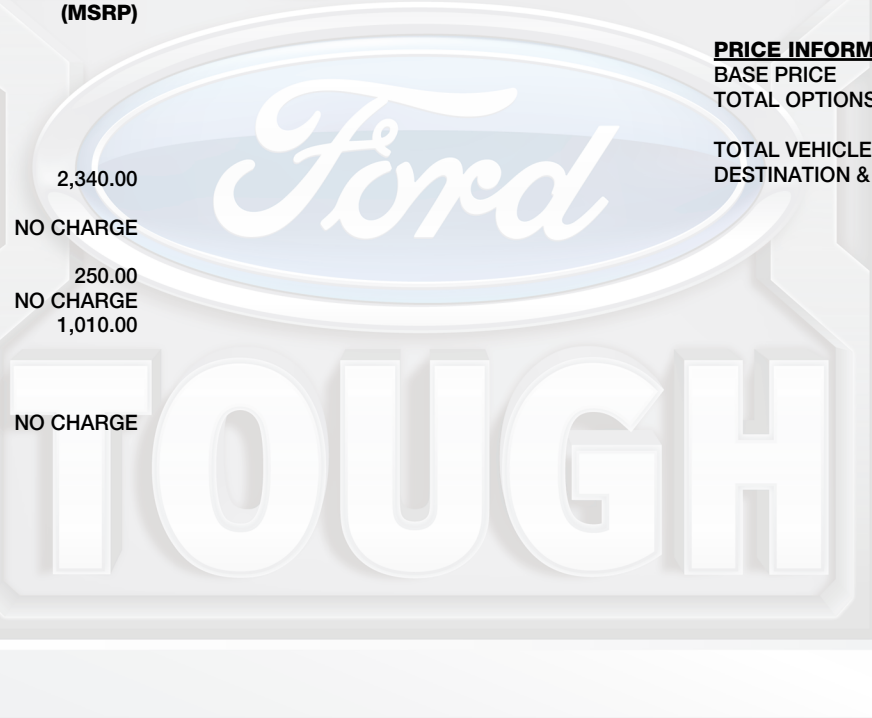 (MSRP)
2,340.00
NO CHARGE
250.00
NO CHARGE
1,010.00
NO CHARGE
PRICE INFORM
BASE PRICE
TOTAL OPTIONS
TOTAL VEHICLE
DESTINATION &
Ford
TOUGH